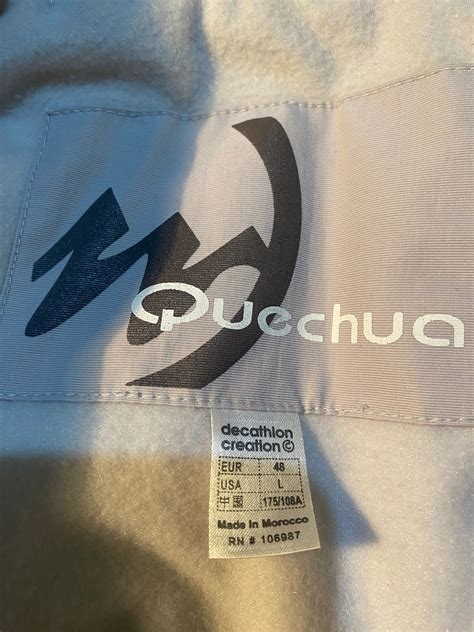 Quechua
decathlon
creation©
EUR 48
USA L
中国 175/108A
Made in Morocco
RN # 106987